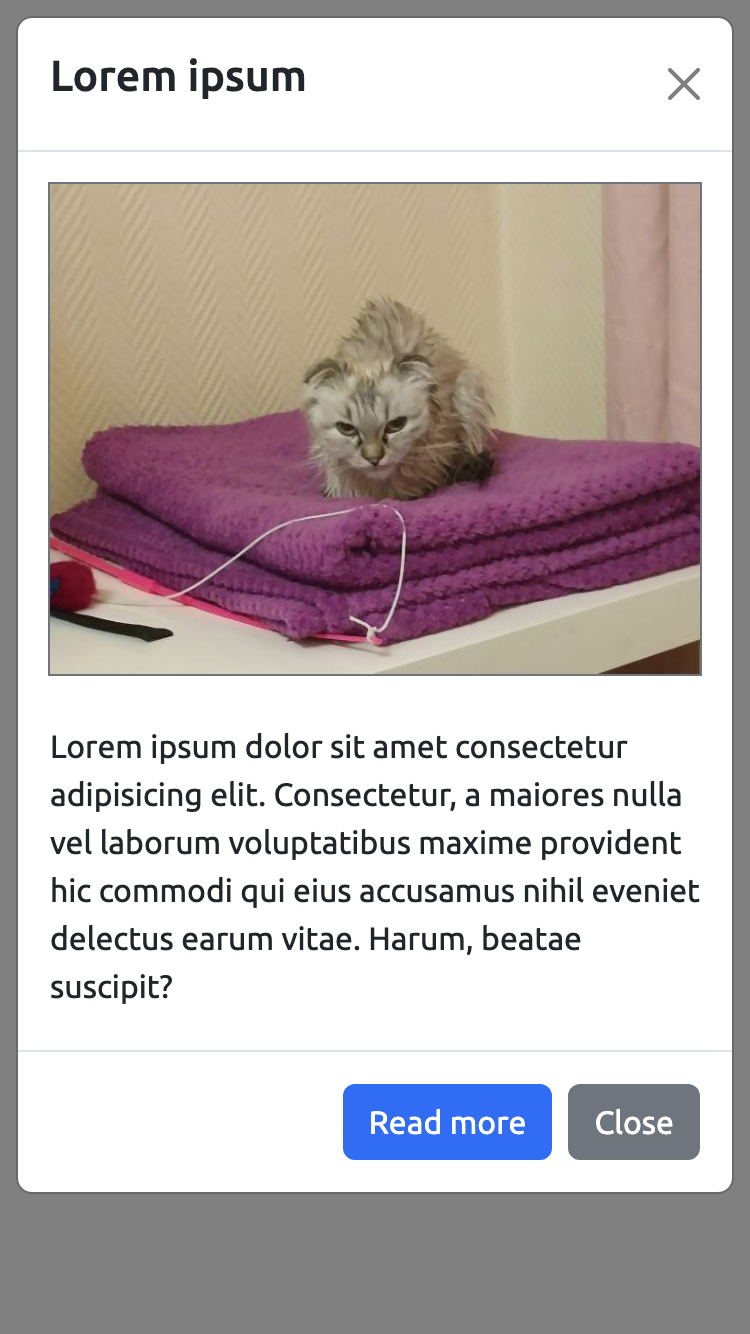 Lorem ipsum
Lorem ipsum dolor sit amet consectetur
adipisicing elit. Consectetur, a maiores nulla
vel laborum voluptatibus maxime provident
hic commodi qui eius accusamus nihil eveniet
delectus earum vitae. Harum, beatae
suscipit?
Read more
Close